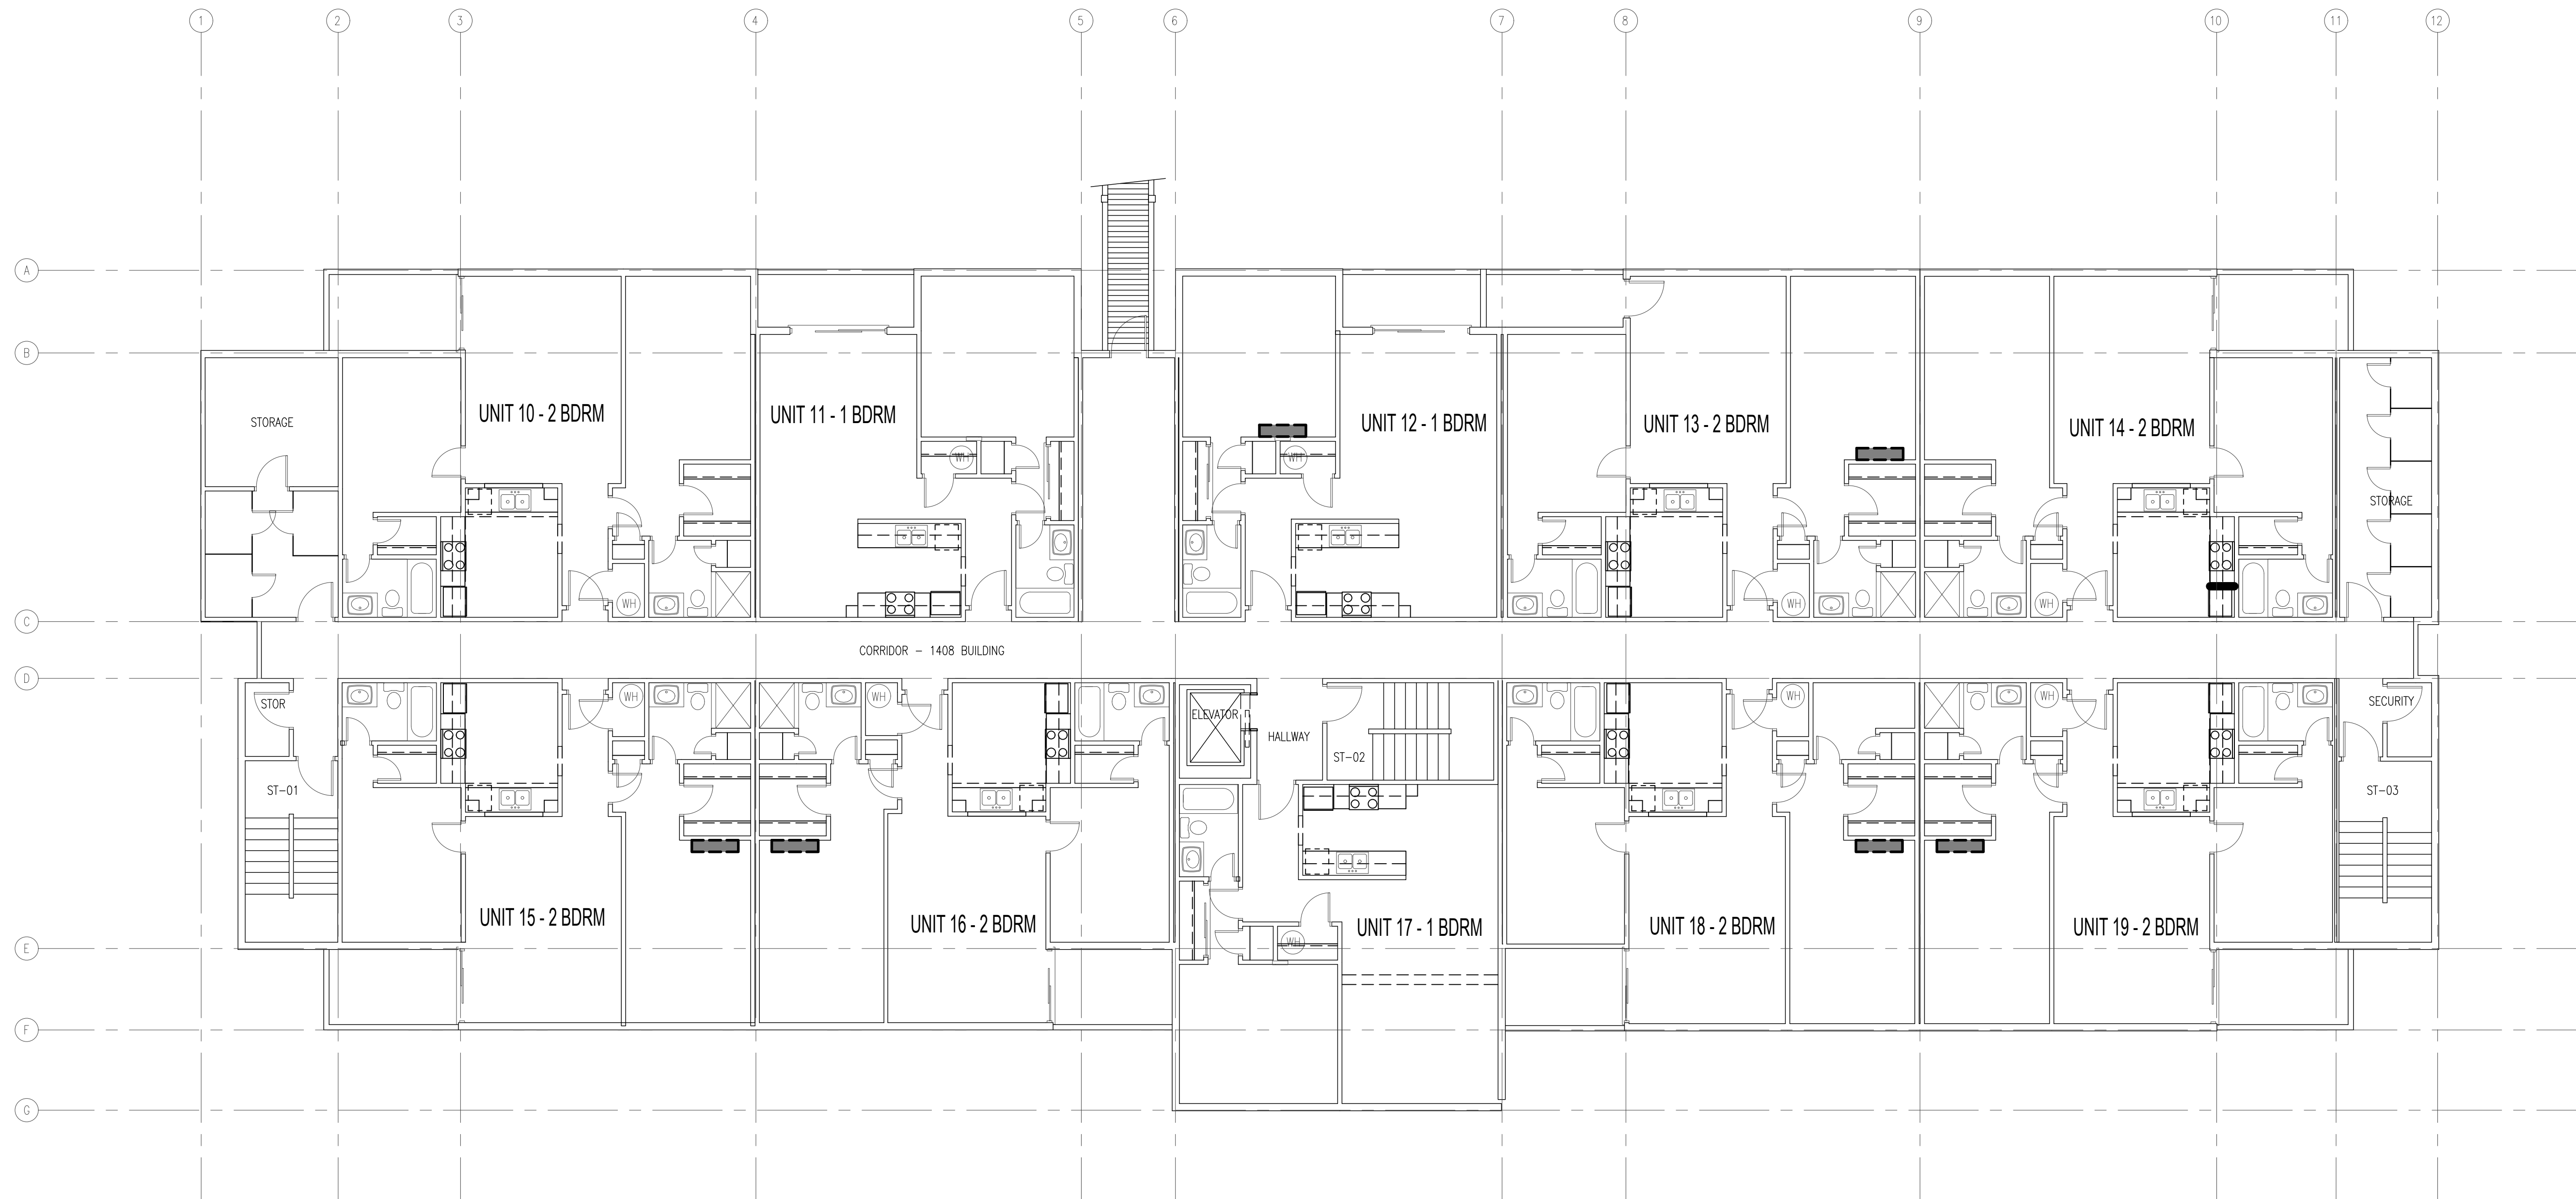 1 2 3 4 5 6 7 8 9 10 11 12
A
B
STORAGE
UNIT 10 - 2 BDRM
UNIT 11 - 1 BDRM
UNIT 12 - 1 BDRM
UNIT 13 - 2 BDRM
UNIT 14 - 2 BDRM
WH
WH
STORAGE
WH
WH
WH
C
CORRIDOR - 1408 BUILDING
D
STOR
WH
WH
ELEVATOR
HALLWAY
ST-02
WH
WH
SECURITY
ST-01
ST-03
UNIT 15 - 2 BDRM
UNIT 16 - 2 BDRM
UNIT 17 - 1 BDRM
UNIT 18 - 2 BDRM
UNIT 19 - 2 BDRM
WH
E
F
G